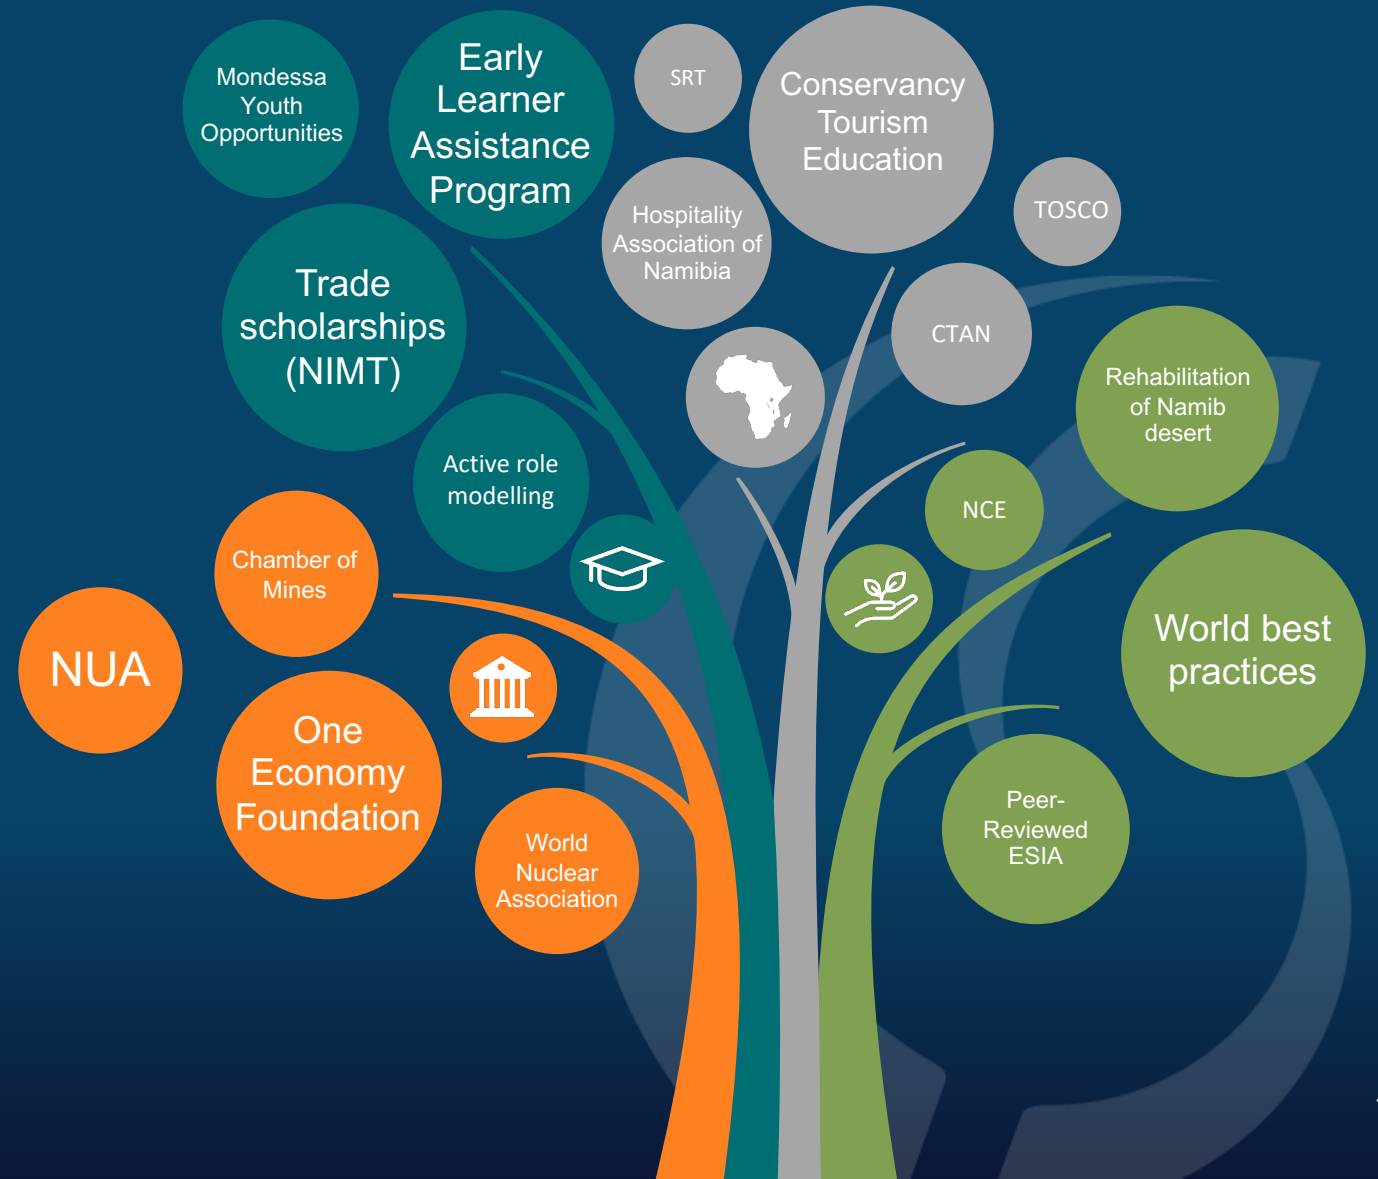 Mondessa
Youth
Opportunities
Early
Learner
Assistance
Program
SRT
Conservancy
Tourism
Education
Hospitality
Association of
Namibia
TOSCO
Trade
scholarships
(NIMT)
CTAN
Rehabilitation
of Namib
desert
Active role
modelling
NCE
Chamber of
Mines
NUA
World best
practices
One
Economy
Foundation
World
Nuclear
Association
Peer-
Reviewed
ESIA